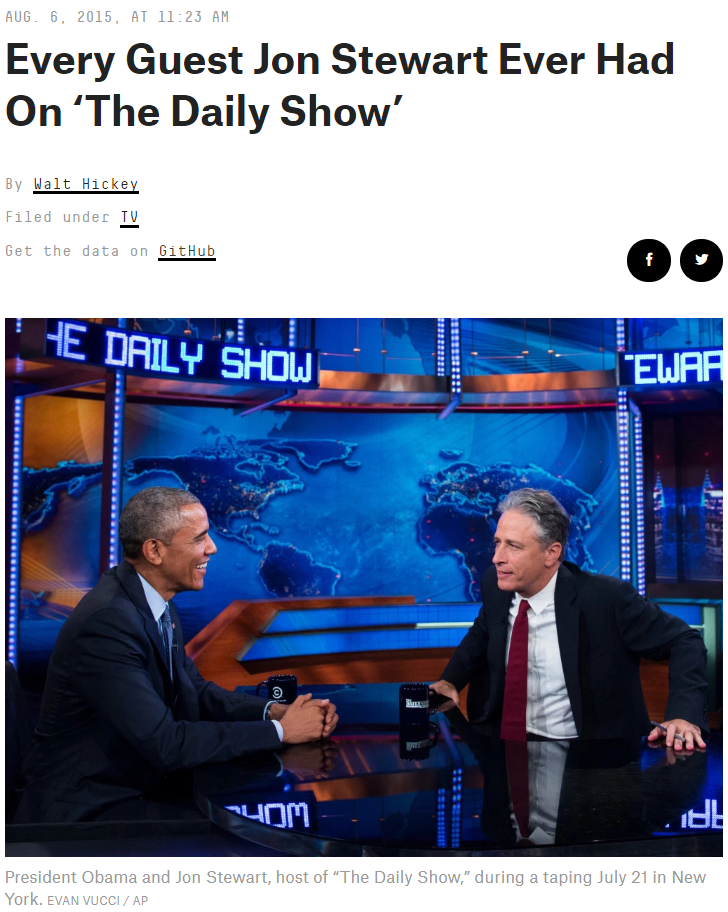 AUG. 6, 2015, AT 11:23 AM
Every Guest Jon Stewart Ever Had
On ‘The Daily Show’
By Walt Hickey
Filed under TV
Get the data on GitHub
HE DAILY SHOW
EWAR
President Obama and Jon Stewart, host of “The Daily Show,” during a taping July 21 in New
York. EVAN VUCCI / AP